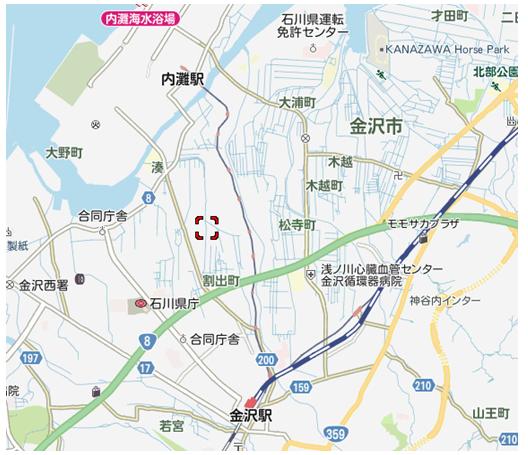 内灘海水浴場
石川県運転
免許センター
才田町
二日
KANAZAWA Horse Park
北部公園
内灘駅
大浦町
金沢市
大野町
湊
木越
木越町
8
松寺町
モモサカプラザ
合同庁舎
製紙
浅ノ川心臓血管センター
金沢循環器病院
金沢西署
割出町
石川県庁
神谷内インター
8
合同庁舎
197
17
200
159
210
210
院
金沢駅
山王町
若宮
359
〒